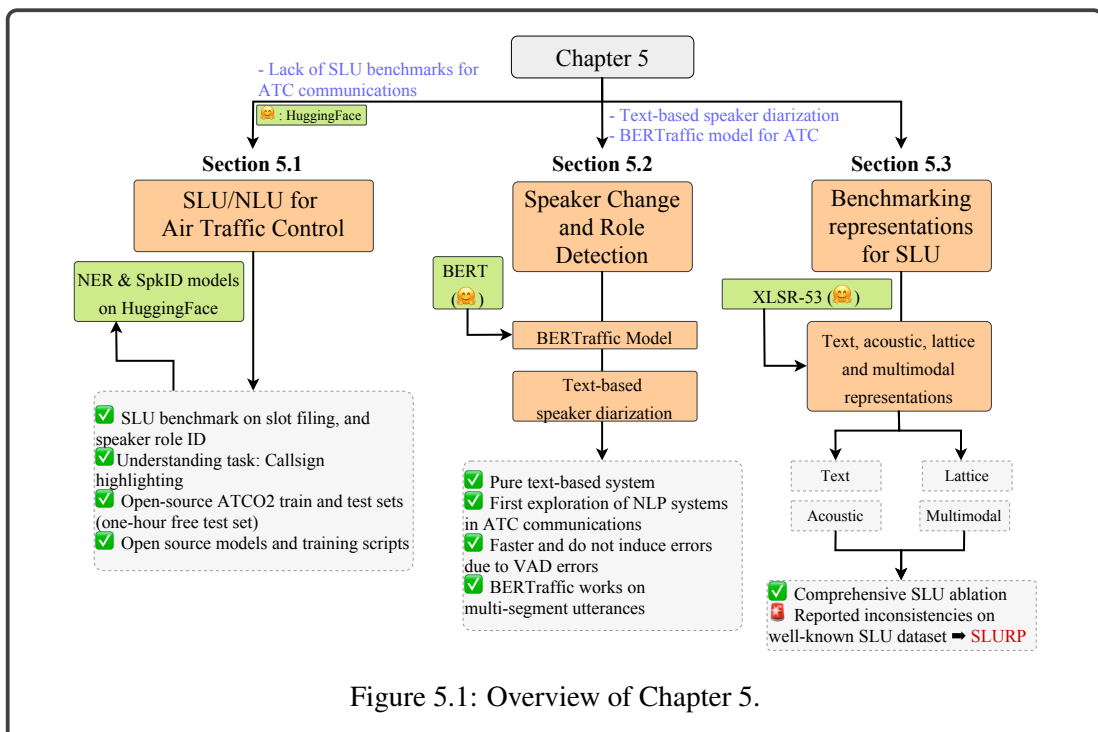 Chapter 5
- Lack of SLU benchmarks for
ATC communications
🤗 : HuggingFace
- Text-based speaker diarization
- BERTraffic model for ATC
Section 5.1
SLU/NLU for
Air Traffic Control
NER & SpkID models
on HuggingFace
✅ SLU benchmark on slot filing, and
speaker role ID
✅ Understanding task: Callsign
highlighting
✅ Open-source ATCO2 train and test sets
(one-hour free test set)
✅ Open source models and training scripts
Section 5.2
Speaker Change
and Role
Detection
BERT
(🤗)
BERTraffic Model
Text-based
speaker diarization
✅ Pure text-based system
✅ First exploration of NLP systems
in ATC communications
✅ Faster and do not induce errors
due to VAD errors
✅ BERTraffic works on
multi-segment utterances
Section 5.3
Benchmarking
representations
for SLU
XLSR-53 (🤗)
Text, acoustic, lattice
and multimodal
representations
Text
Lattice
Acoustic
Multimodal
✅ Comprehensive SLU ablation
🚨 Reported inconsistencies on
well-known SLU dataset ➡ SLURP
Figure 5.1: Overview of Chapter 5.